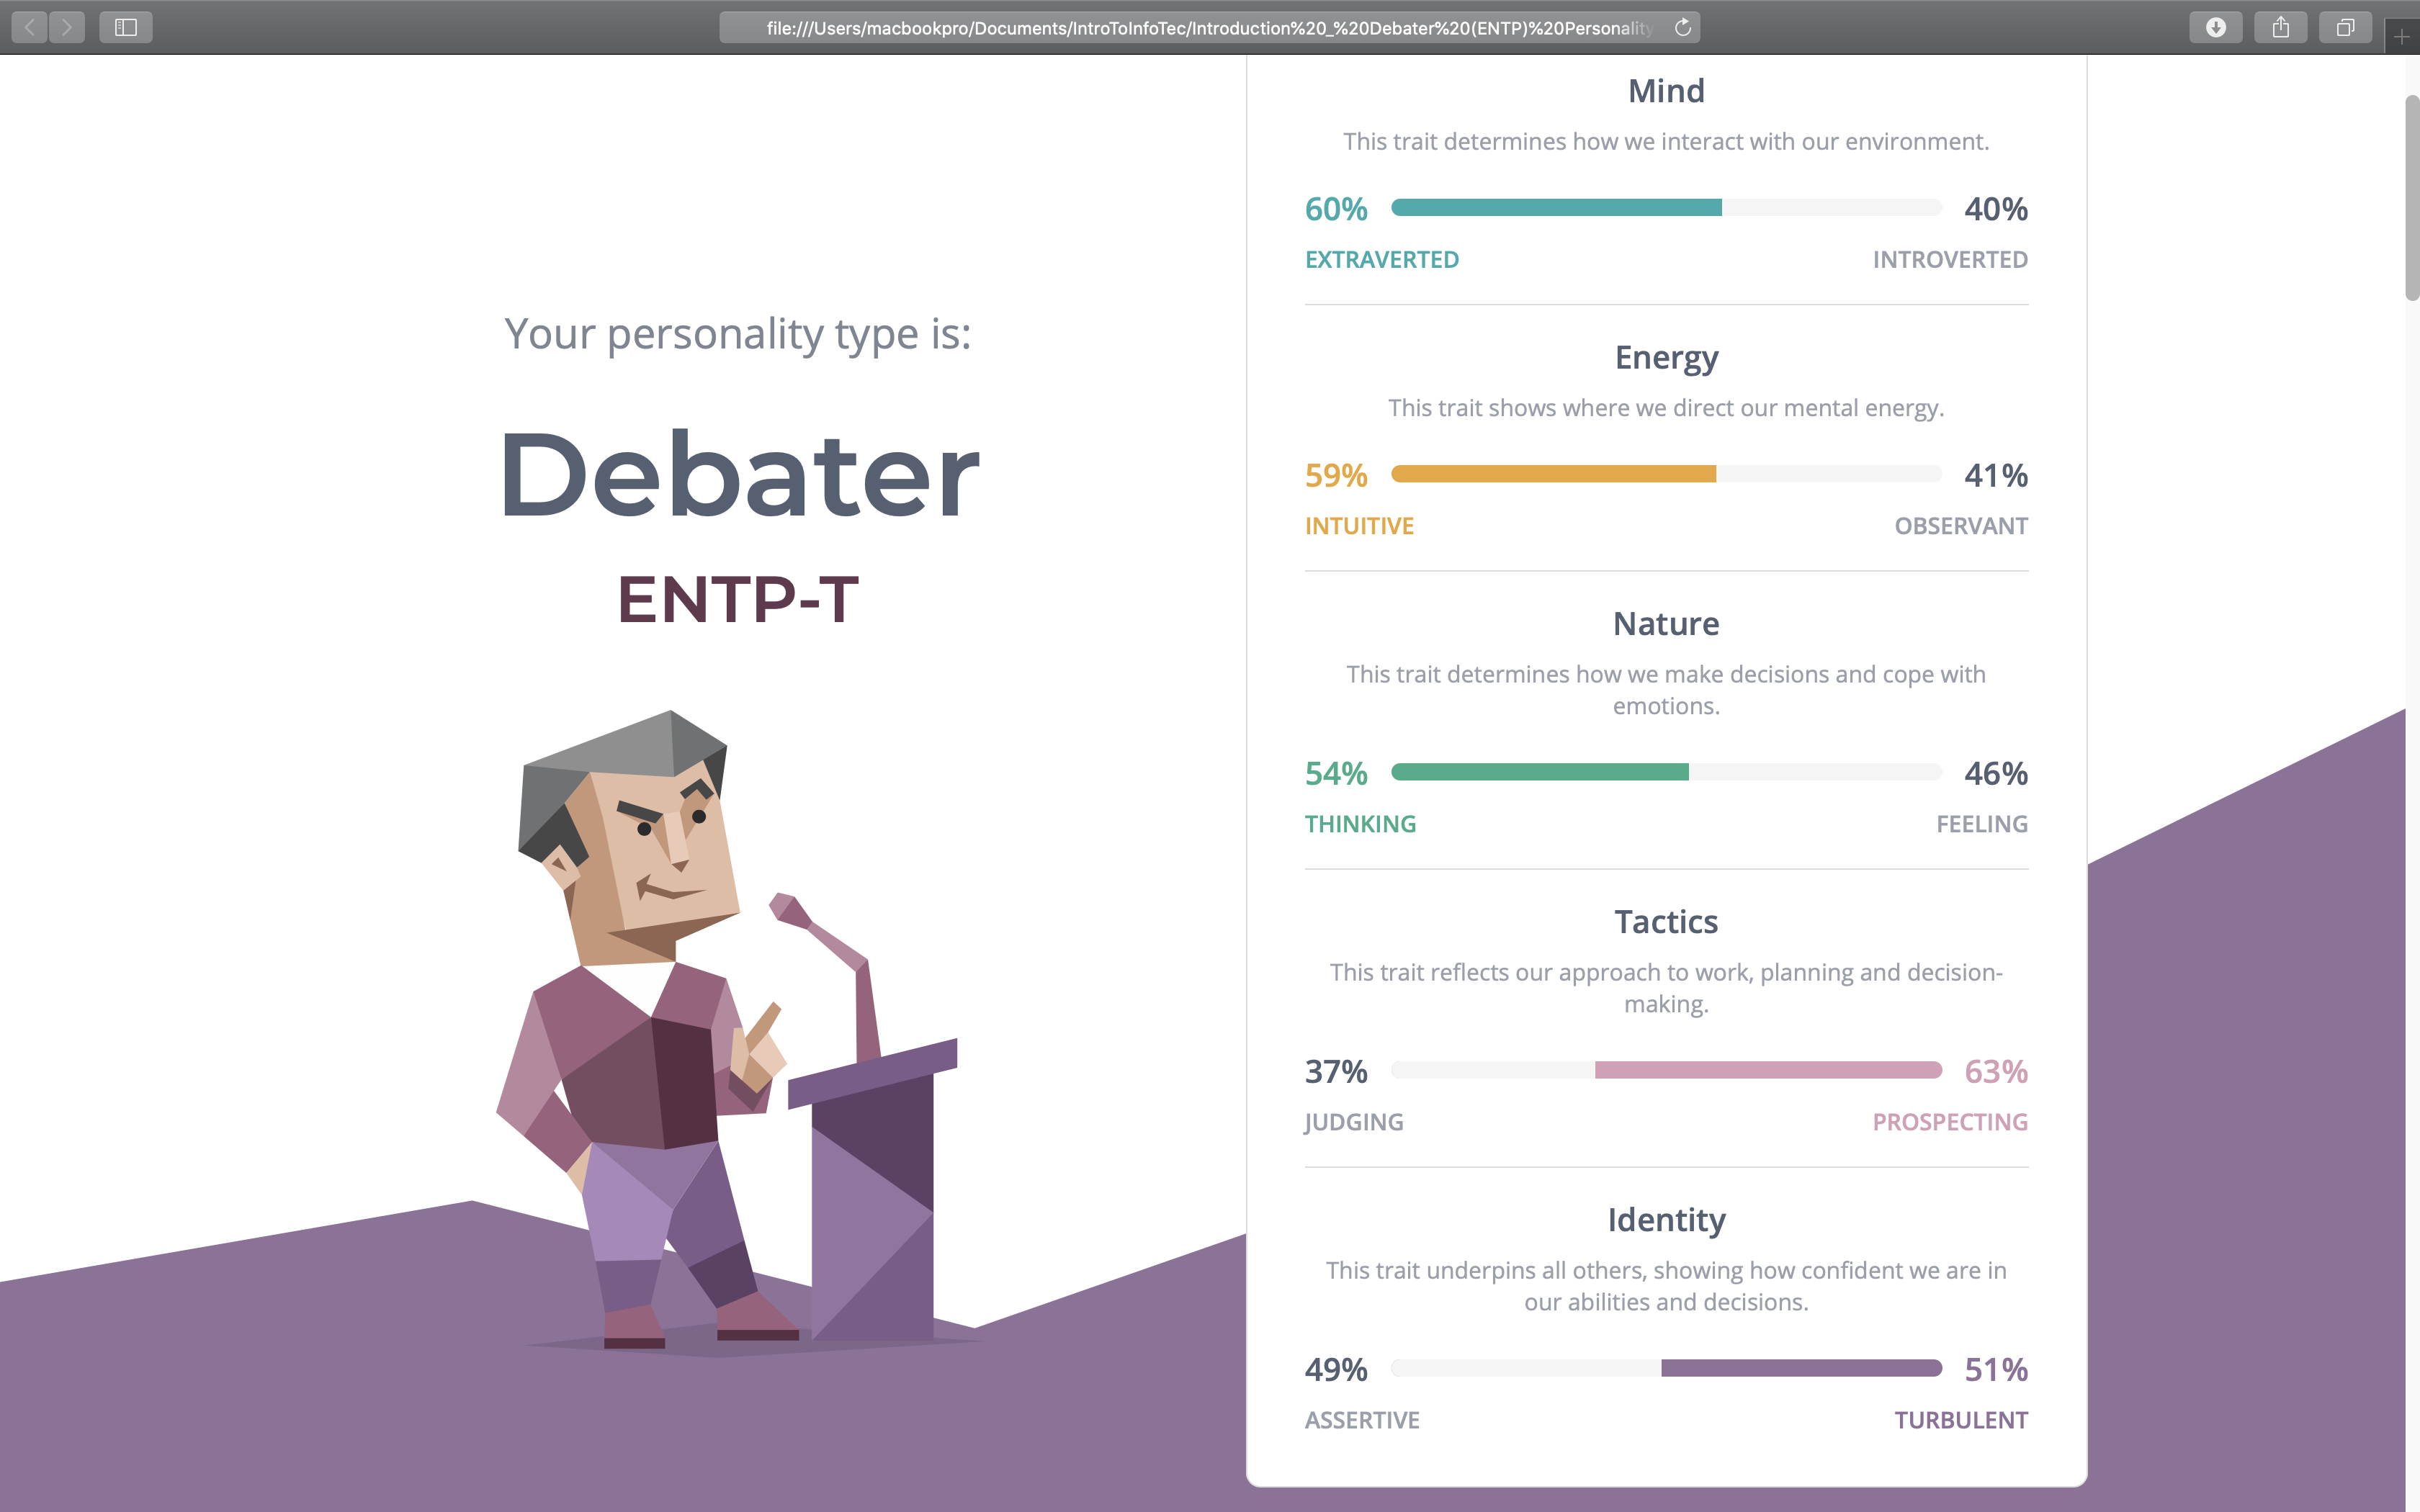 file:///Users/macbookpro/Documents/IntroToInfoTec/Introduction%20_%20Debater%20(ENTP)%20Personality
Your personality type is:
Debater
ENTP-T
Mind
This trait determines how we interact with our environment.
60% 40%
EXTRAVERTED INTROVERTED
Energy
This trait shows where we direct our mental energy.
59% 41%
INTUITIVE OBSERVANT
Nature
This trait determines how we make decisions and cope with
emotions.
54% 46%
THINKING FEELING
Tactics
This trait reflects our approach to work, planning and decision-
making.
37% 63%
JUDGING PROSPECTING
Identity
This trait underpins all others, showing how confident we are in
our abilities and decisions.
49% 51%
ASSERTIVE TURBULENT